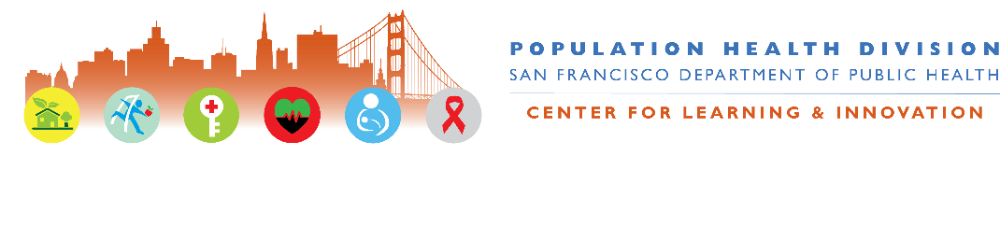 POPULATION HEALTH DIVISION
SAN FRANCISCO DEPARTMENT OF PUBLIC HEALTH
CENTER FOR LEARNING & INNOVATION